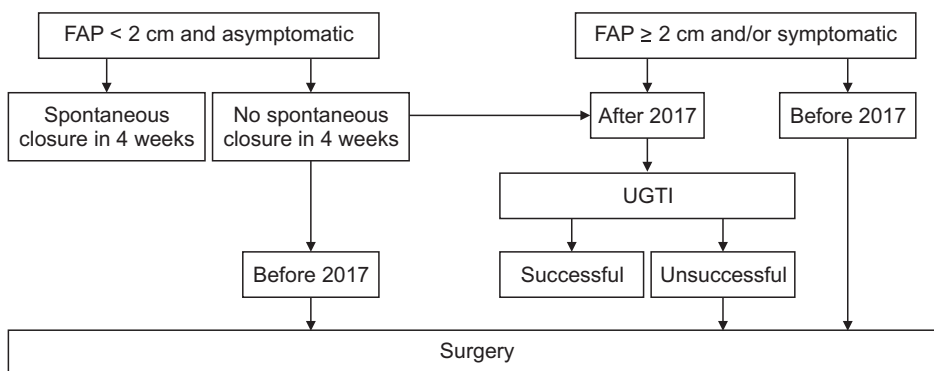 FAP < 2 cm and asymptomatic
FAP ≥ 2 cm and/or symptomatic
Spontaneous
closure in 4 weeks
No spontaneous
closure in 4 weeks
After 2017
Before 2017
UGTI
Before 2017
Successful
Unsuccessful
Surgery